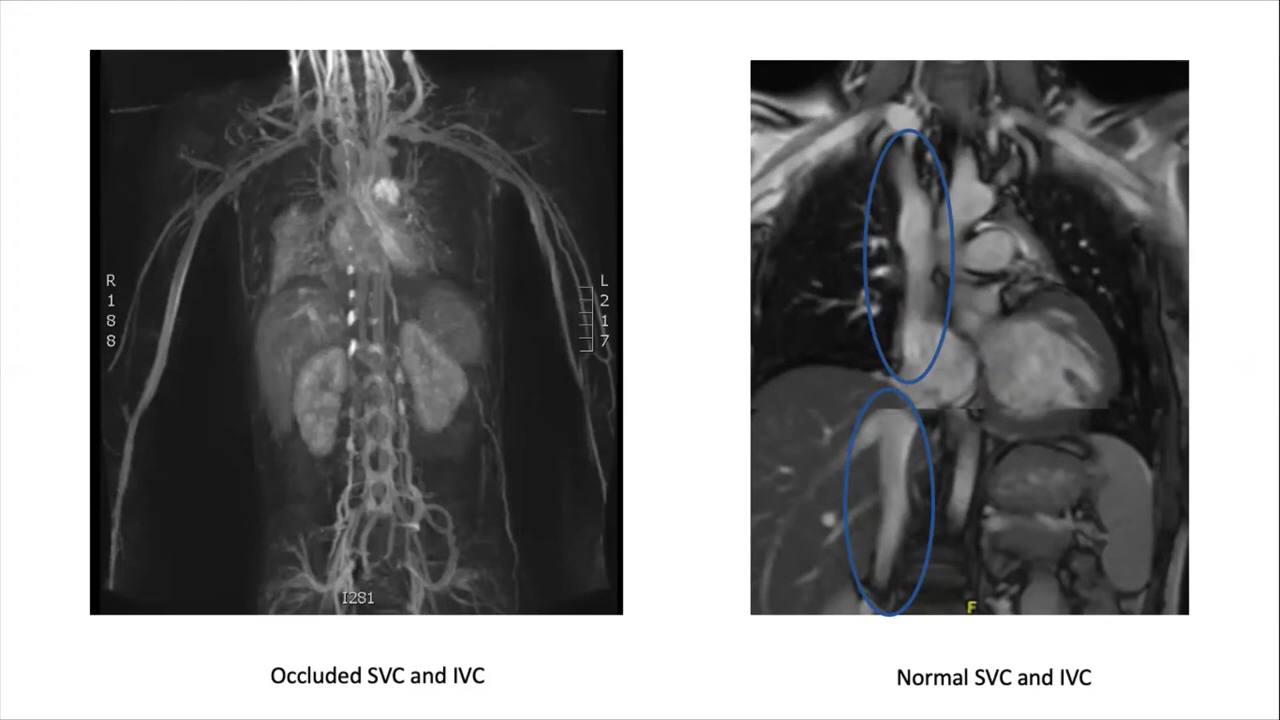 R
1
8
8
L
2
1
7
I281
F
Occluded SVC and IVC
Normal SVC and IVC